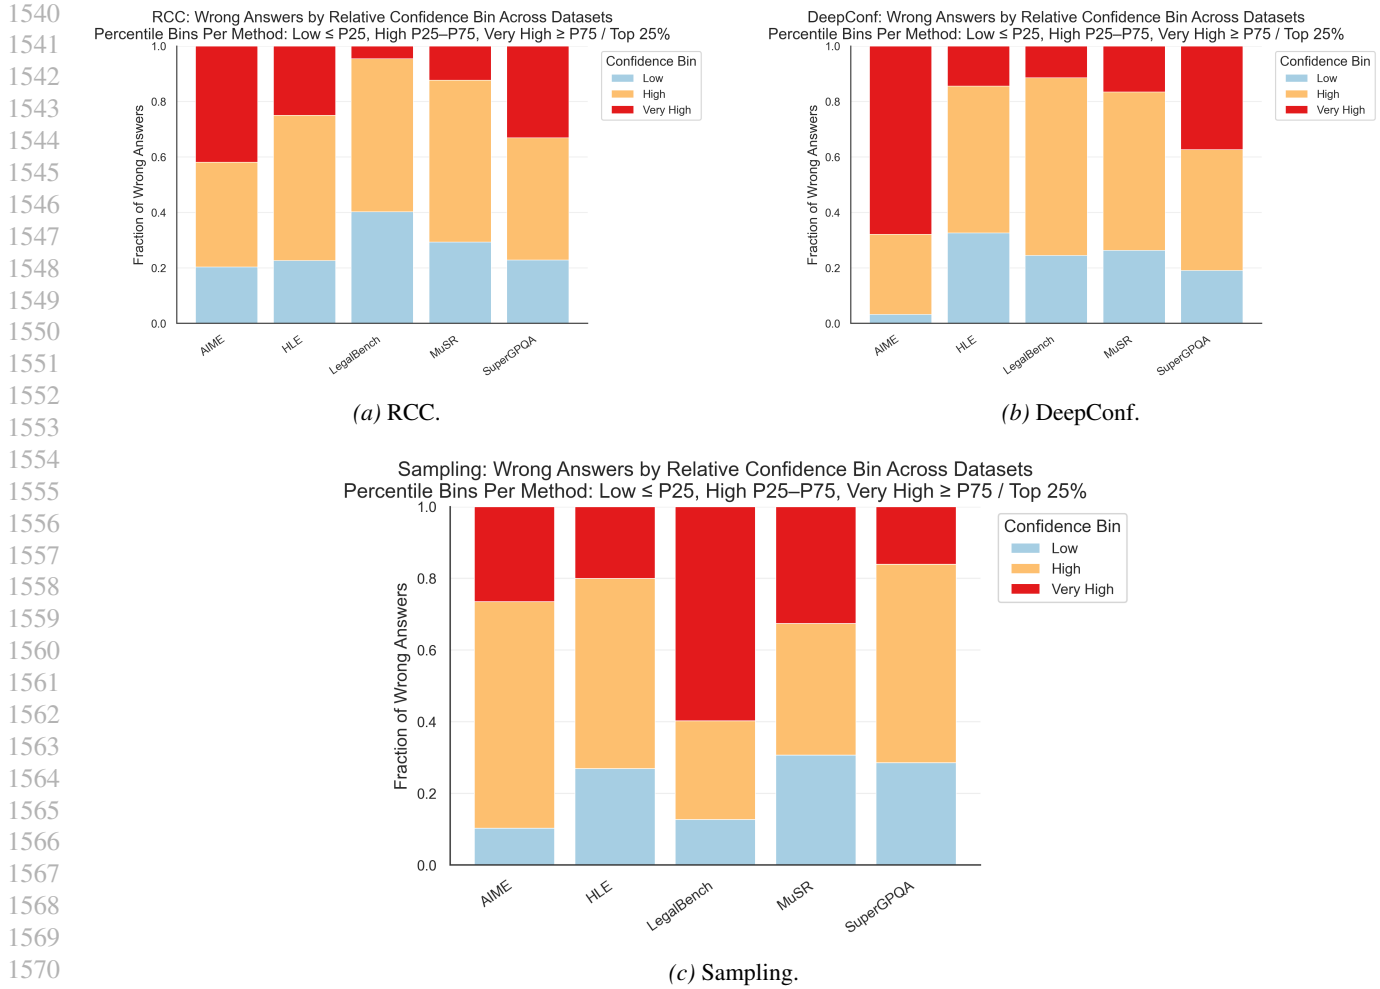 1540
1541
1542
1543
1544
1545
1546
1547
1548
1549
1550
1551
1552
1553
1554
1555
1556
1557
1558
1559
1560
1561
1562
1563
1564
1565
1566
1567
1568
1569
1570
RCC: Wrong Answers by Relative Confidence Bin Across Datasets
Percentile Bins Per Method: Low ≤ P25, High P25–P75, Very High ≥ P75 / Top 25%
Fraction of Wrong Answers
1.0
0.8
0.6
0.4
0.2
0.0
AIME
HLE
LegalBench
MuSR
SuperGPQA
Confidence Bin
Low
High
Very High
(a) RCC.
DeepConf: Wrong Answers by Relative Confidence Bin Across Datasets
Percentile Bins Per Method: Low ≤ P25, High P25–P75, Very High ≥ P75 / Top 25%
Fraction of Wrong Answers
1.0
0.8
0.6
0.4
0.2
0.0
AIME
HLE
LegalBench
MuSR
SuperGPQA
Confidence Bin
Low
High
Very High
(b) DeepConf.
Sampling: Wrong Answers by Relative Confidence Bin Across Datasets
Percentile Bins Per Method: Low ≤ P25, High P25–P75, Very High ≥ P75 / Top 25%
Fraction of Wrong Answers
1.0
0.8
0.6
0.4
0.2
0.0
AIME
HLE
LegalBench
MuSR
SuperGPQA
Confidence Bin
Low
High
Very High
(c) Sampling.